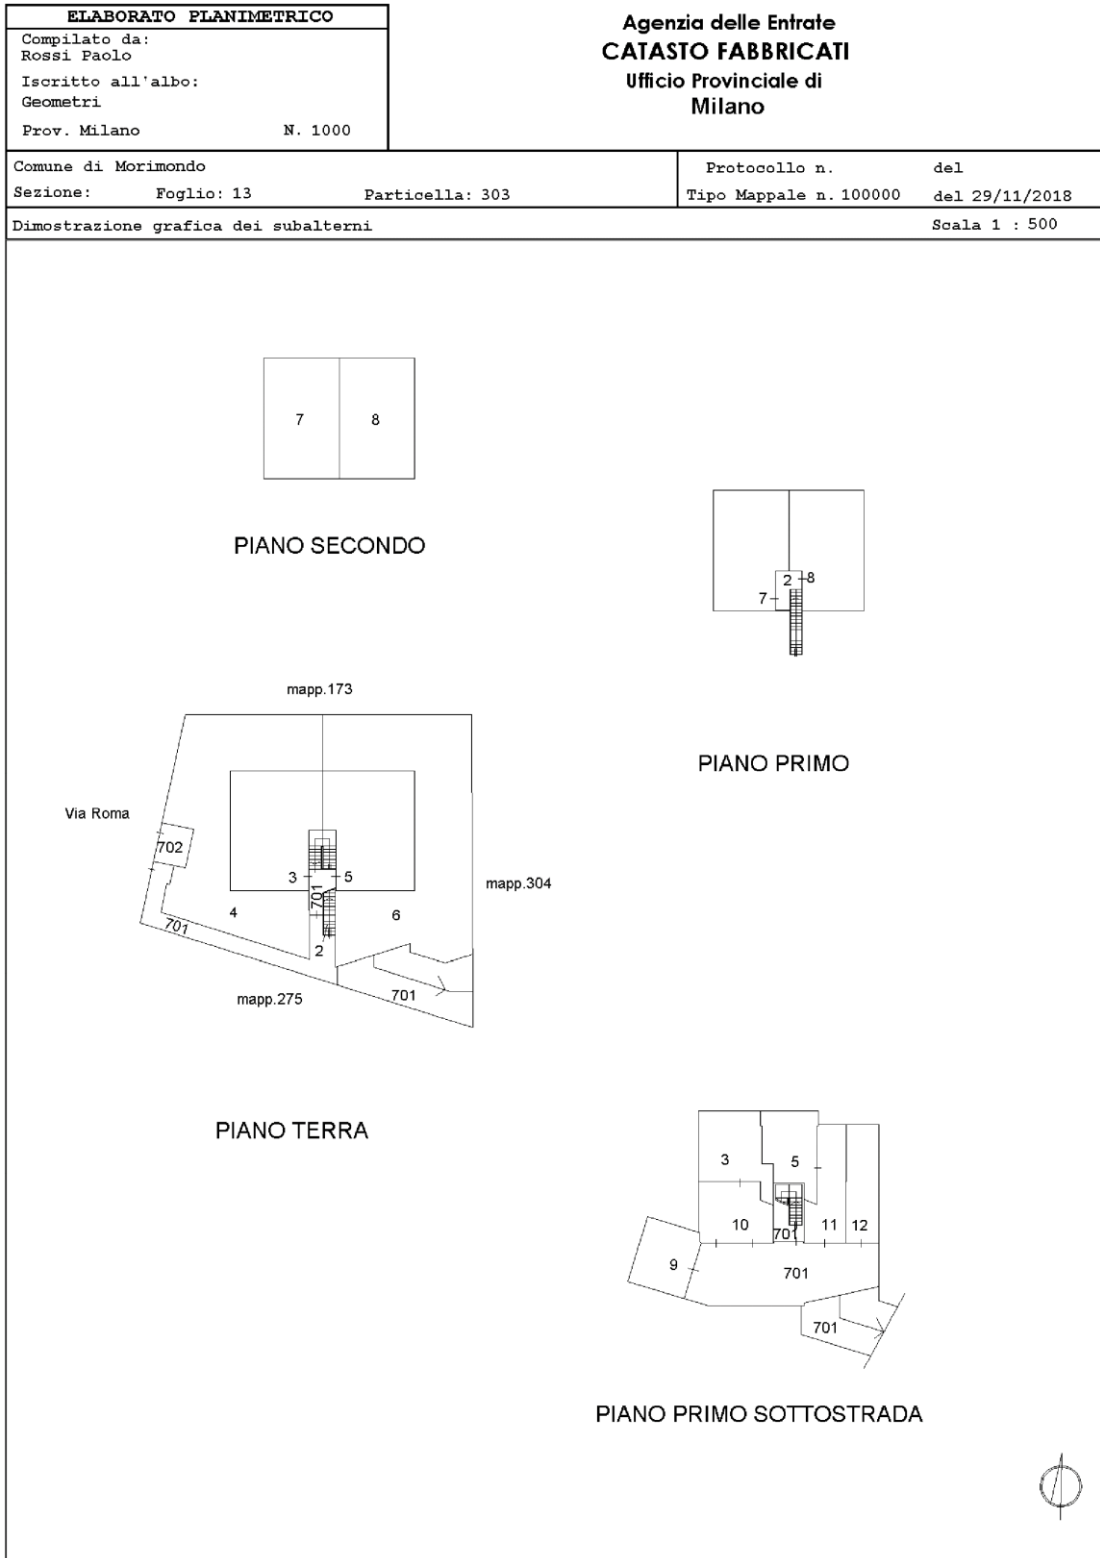 ELABORATO PLANIMETRICO
Compilato da:
Rossi Paolo
Iscritto all'albo:
Geometri
Prov. Milano N. 1000
Agenzia delle Entrate
CATASTO FABBRICATI
Ufficio Provinciale di
Milano
Comune di Morimondo
Sezione: Foglio: 13 Particella: 303
Protocollo n. del
Tipo Mappale n. 100000 del 29/11/2018
Dimostrazione grafica dei subalterni Scala 1 : 500
7 8
PIANO SECONDO
2 8
7
PIANO PRIMO
mapp.173
Via Roma
702
3 5
701
mapp.304
4 6
701
2
mapp.275 701
PIANO TERRA
3 5
10 701 11 12
9 701
701
PIANO PRIMO SOTTOSTRADA